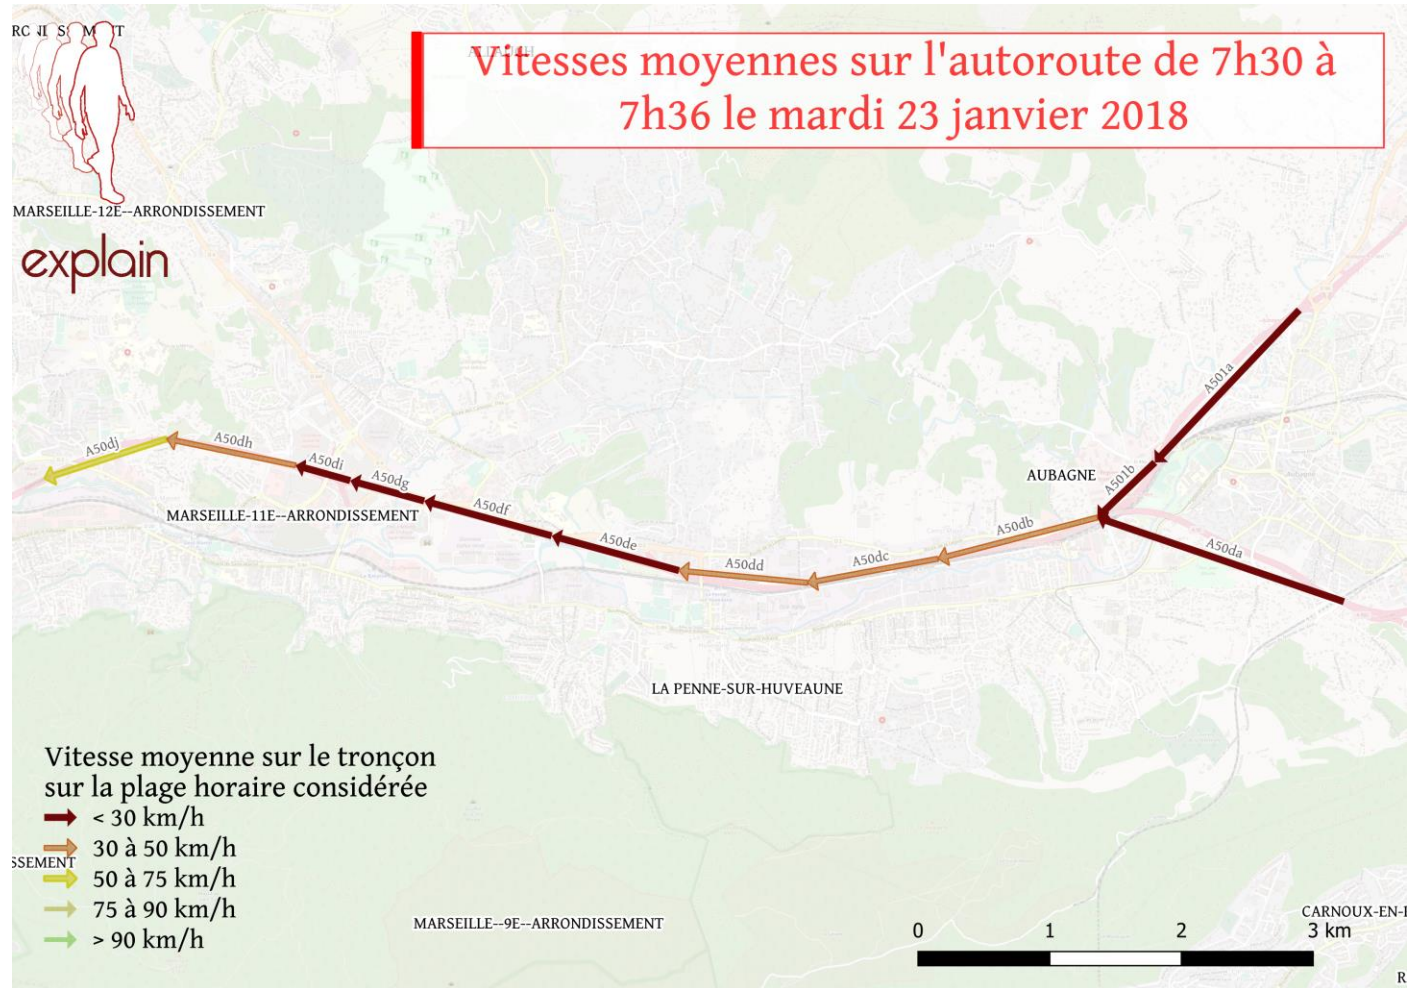 Vitesses moyennes sur l'autoroute de 7h30 à
7h36 le mardi 23 janvier 2018
MARSEILLE-12E--ARRONDISSEMENT
explain
A501a
A50dj
A50dh
A50di
A50dg
AUBAGNE
A501b
MARSEILLE-11E--ARRONDISSEMENT
A50df
A50de
A50dd
A50dc
A50db
A50da
LA PENNE-SUR-HUVEAUNE
Vitesse moyenne sur le tronçon
sur la plage horaire considérée
< 30 km/h
30 à 50 km/h
SSEMENT
50 à 75 km/h
75 à 90 km/h
> 90 km/h
MARSEILLE--9E--ARRONDISSEMENT
CARNOUX-EN-
0 1 2 3 km
R